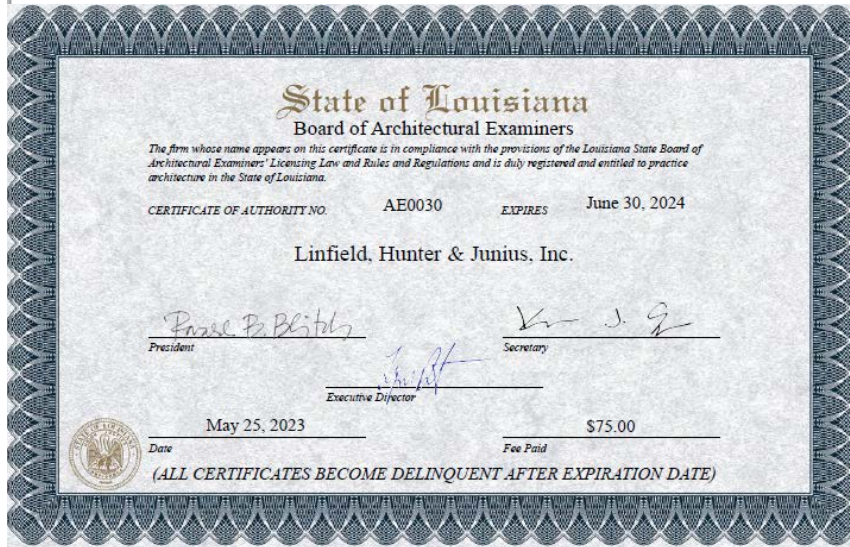 State of Louisiana
Board of Architectural Examiners
The firm whose name appears on this certificate is in compliance with the provisions of the Louisiana State Board of
Architectural Examiners' Licensing Law and Rules and Regulations and is duly registered and entitled to practice
architecture in the State of Louisiana.
CERTIFICATE OF AUTHORITY NO. AE0030 EXPIRES June 30, 2024
Linfield, Hunter & Junius, Inc.
President Secretary
Executive Director
May 25, 2023 $75.00
Date Fee Paid
(ALL CERTIFICATES BECOME DELINQUENT AFTER EXPIRATION DATE)